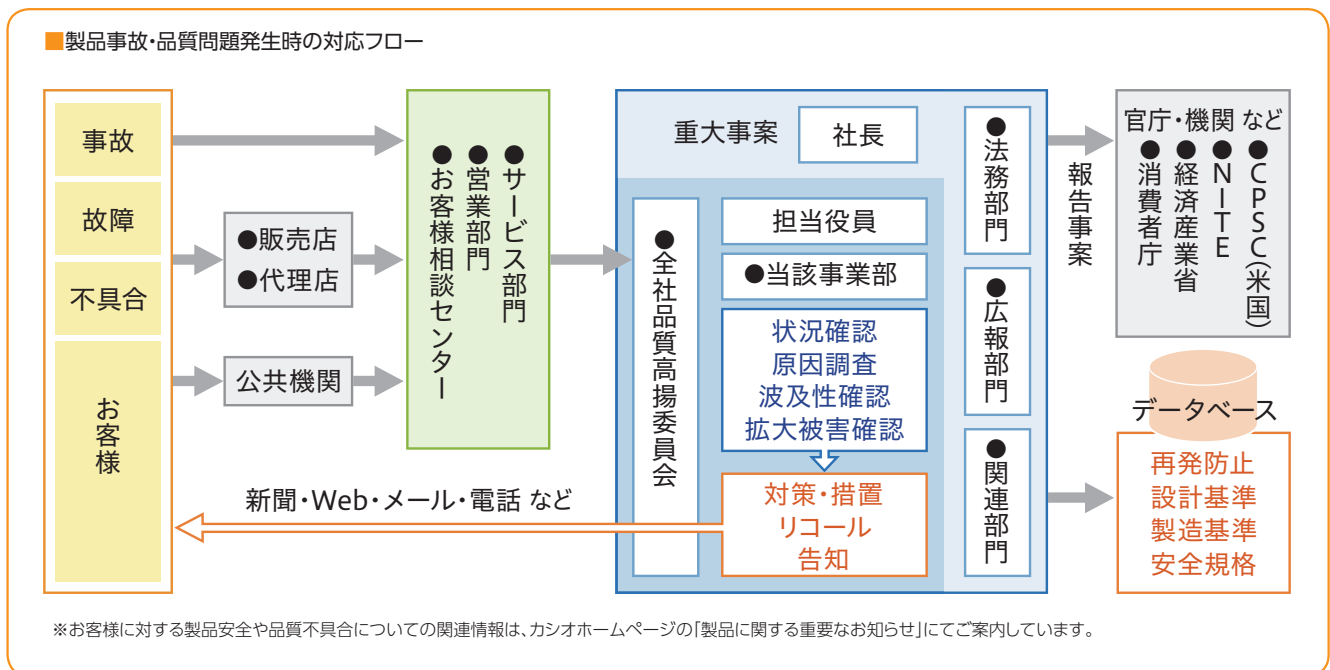 ■製品事故・品質問題発生時の対応フロー
事故
故障
不具合
お客様
●販売店
●代理店
公共機関
●サービス部門
●営業部門
●お客様相談センター
重大事案
社長
●全社品質高揚委員会
担当役員
●当該事業部
状況確認
原因調査
波及性確認
拡大被害確認
対策・措置
リコール
告知
新聞・Web・メール・電話 など
●法務部門
●広報部門
●関連部門
報告事案
官庁・機関 など
●CPSC(米国)
●NITE
●経済産業省
●消費者庁
データベース
再発防止
設計基準
製造基準
安全規格
※お客様に対する製品安全や品質不具合についての関連情報は、カシオホームページの「製品に関する重要なお知らせ」にてご案内しています。